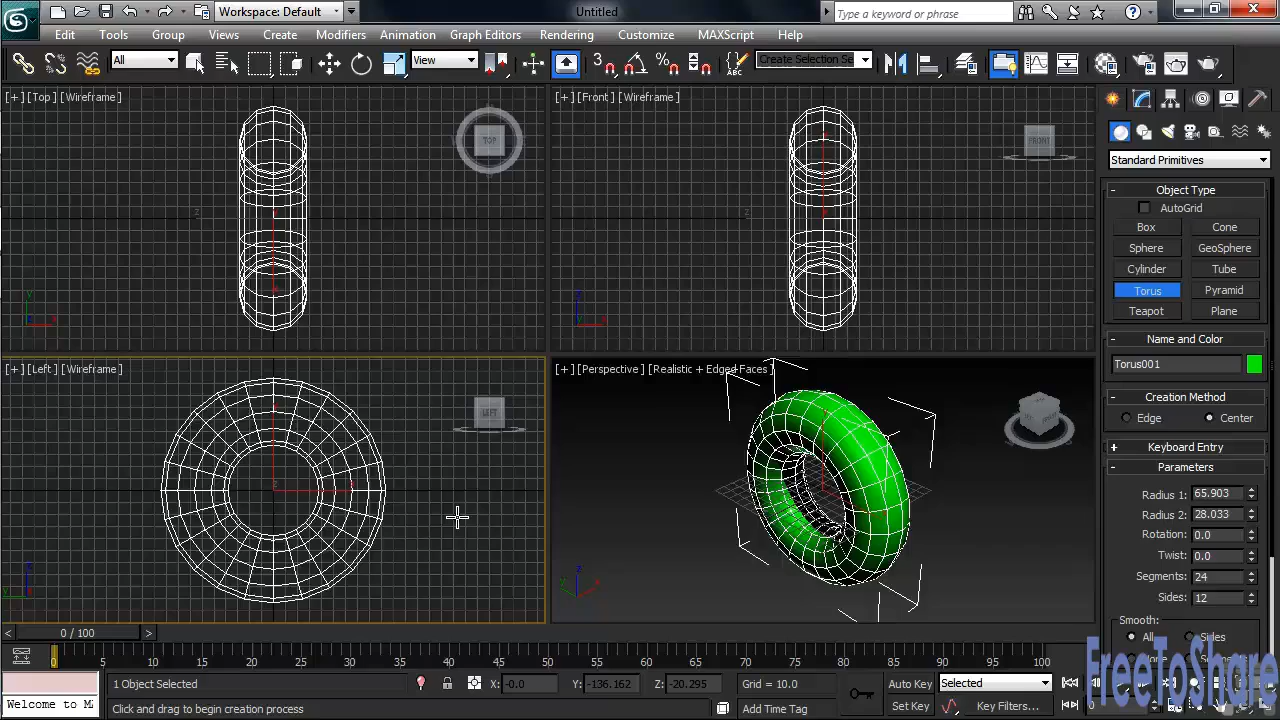 Workspace: Default
Untitled
Type a keyword or phrase
Edit Tools Group Views Create Modifiers Animation Graph Editors Rendering Customize MAXScript Help
All
View
3
Create Selection Se
[+] [Top] [Wireframe]
TOP
[+] [Front] [Wireframe]
FRONT
[+] [Left] [Wireframe]
LEFT
[+] [Perspective] [Realistic + Edged Faces]
Standard Primitives
Object Type
AutoGrid
Box Cone
Sphere GeoSphere
Cylinder Tube
Torus Pyramid
Teapot Plane
Name and Color
Torus001
Creation Method
Edge Center
Keyboard Entry
Parameters
Radius 1: 65.903
Radius 2: 28.033
Rotation: 0.0
Twist: 0.0
Segments: 24
Sides: 12
Smooth:
All Sides
FreeToShare
< 0 / 100 >
0 5 10 15 20 25 30 35 40 45 50 55 60 65 70 75 80 85 90 95 100
1 Object Selected
X: -0.0 Y: -136.162 Z: -20.295 Grid = 10.0
Auto Key Selected
Welcome to M
Click and drag to begin creation process
Add Time Tag
Set Key Key Filters...
0